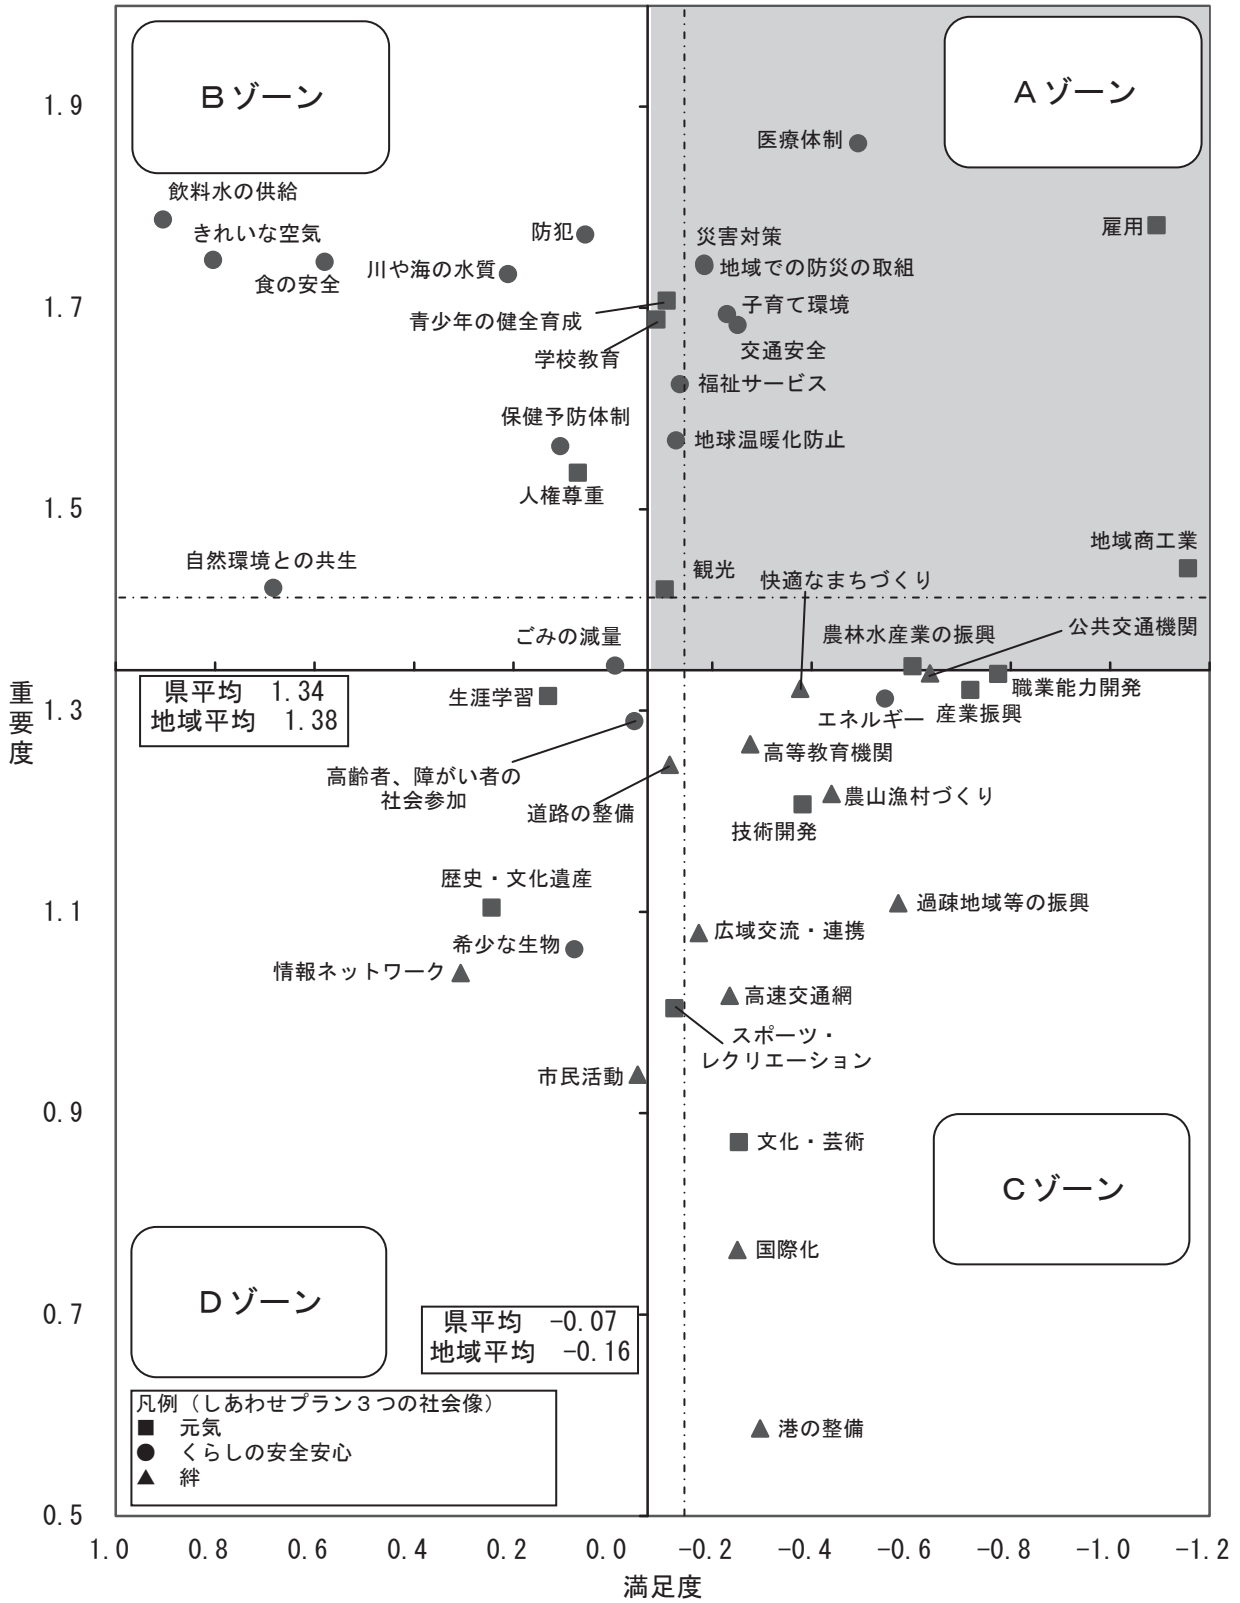 Bゾーン
Aゾーン
1.9
医療体制
飲料水の供給
雇用
きれいな空気
防犯
災害対策
川や海の水質
地域での防災の取組
食の安全
1.7
子育て環境
青少年の健全育成
交通安全
学校教育
福祉サービス
保健予防体制
地球温暖化防止
人権尊重
1.5
地域商工業
自然環境との共生
観光
快適なまちづくり
ごみの減量
農林水産業の振興
公共交通機関
県平均 1.34
地域平均 1.38
生涯学習
職業能力開発
1.3
エネルギー
産業振興
重要度
高齢者、障がい者の
社会参加
高等教育機関
道路の整備
農山漁村づくり
技術開発
歴史・文化遺産
1.1
過疎地域等の振興
広域交流・連携
希少な生物
情報ネットワーク
高速交通網
スポーツ・
レクリエーション
市民活動
0.9
文化・芸術
Cゾーン
国際化
Dゾーン
0.7
県平均 −0.07
地域平均 −0.16
凡例（しあわせプラン３つの社会像）
■ 元気
● くらしの安全安心
▲ 絆
港の整備
0.5
1.0 0.8 0.6 0.4 0.2 0.0 −0.2 −0.4 −0.6 −0.8 −1.0 −1.2
満足度